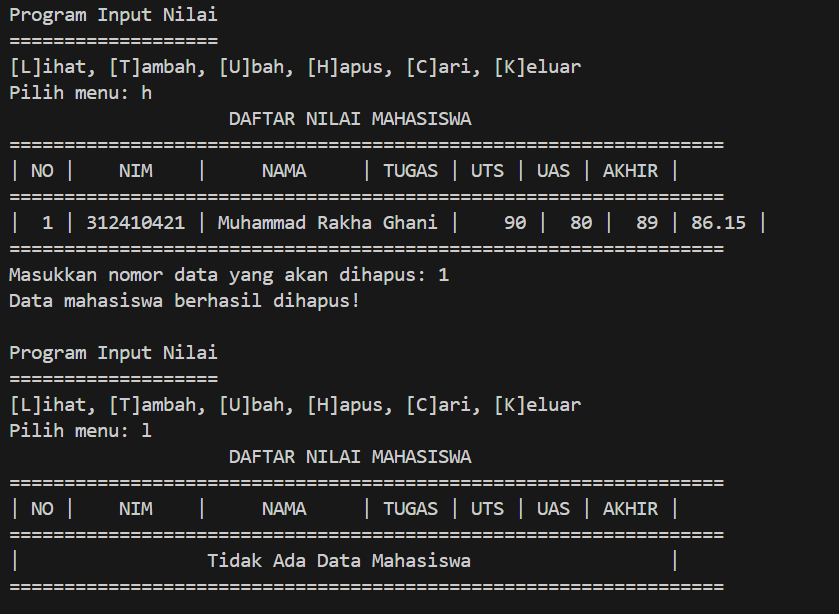 Program Input Nilai
===================
[L]ihat, [T]ambah, [U]bah, [H]apus, [C]ari, [K]eluar
Pilih menu: h
                    DAFTAR NILAI MAHASISWA
=================================================================
| NO |    NIM    |     NAMA     | TUGAS | UTS | UAS | AKHIR |
=================================================================
|  1 | 312410421 | Muhammad Rakha Ghani |    90 |  80 |  89 | 86.15 |
=================================================================
Masukkan nomor data yang akan dihapus: 1
Data mahasiswa berhasil dihapus!

Program Input Nilai
===================
[L]ihat, [T]ambah, [U]bah, [H]apus, [C]ari, [K]eluar
Pilih menu: l
                    DAFTAR NILAI MAHASISWA
=================================================================
| NO |    NIM    |     NAMA     | TUGAS | UTS | UAS | AKHIR |
=================================================================
|                 Tidak Ada Data Mahasiswa                  |
=================================================================